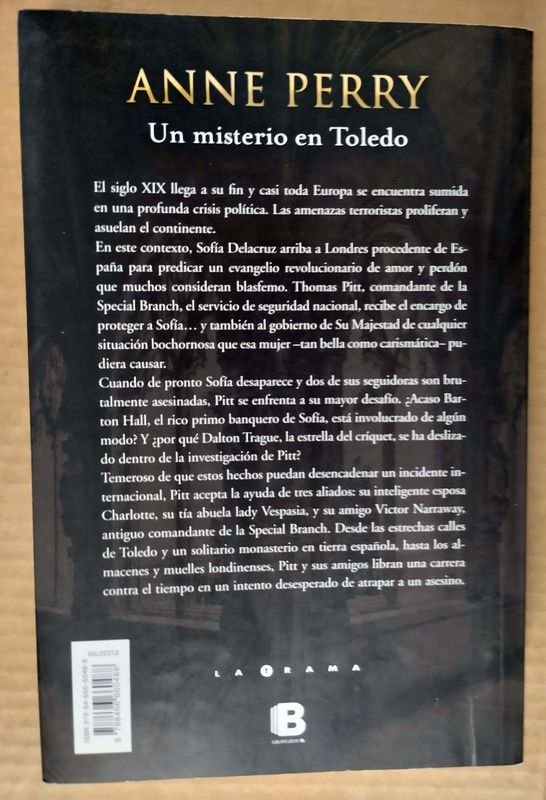 ANNE PERRY
Un misterio en Toledo
El siglo XIX llega a su fin y casi toda Europa se encuentra sumida
en una profunda crisis política. Las amenazas terroristas proliferan y
asuelan el continente.
En este contexto, Sofía Delacruz arriba a Londres procedente de Es-
paña para predicar un evangelio revolucionario de amor y perdón
que muchos consideran blasfemo. Thomas Pitt, comandante de la
Special Branch, el servicio de seguridad nacional, recibe el encargo de
proteger a Sofía… y también al gobierno de Su Majestad de cualquier
situación bochornosa que esa mujer –tan bella como carismática– pu-
diera causar.
Cuando de pronto Sofía desaparece y dos de sus seguidoras son bru-
talmente asesinadas, Pitt se enfrenta a su mayor desafío. ¿Acaso Bar-
ton Hall, el rico primo banquero de Sofía, está involucrado de algún
modo? Y ¿por qué Dalton Trague, la estrella del críquet, se ha desliza-
do dentro de la investigación de Pitt?
Temeroso de que estos hechos puedan desencadenar un incidente in-
ternacional, Pitt acepta la ayuda de tres aliados: su inteligente esposa
Charlotte, su tía abuela lady Vespasia, y su amigo Victor Narraway,
antiguo comandante de la Special Branch. Desde las estrechas calles
de Toledo y un solitario monasterio en tierra española, hasta los al-
macenes y muelles londinenses, Pitt y sus amigos libran una carrera
contra el tiempo en un intento desesperado de atrapar a un asesino.
ISBN 978-84-666-6048-8
9 788466 660488
LA TRAMA
B
GRUPO ZETA